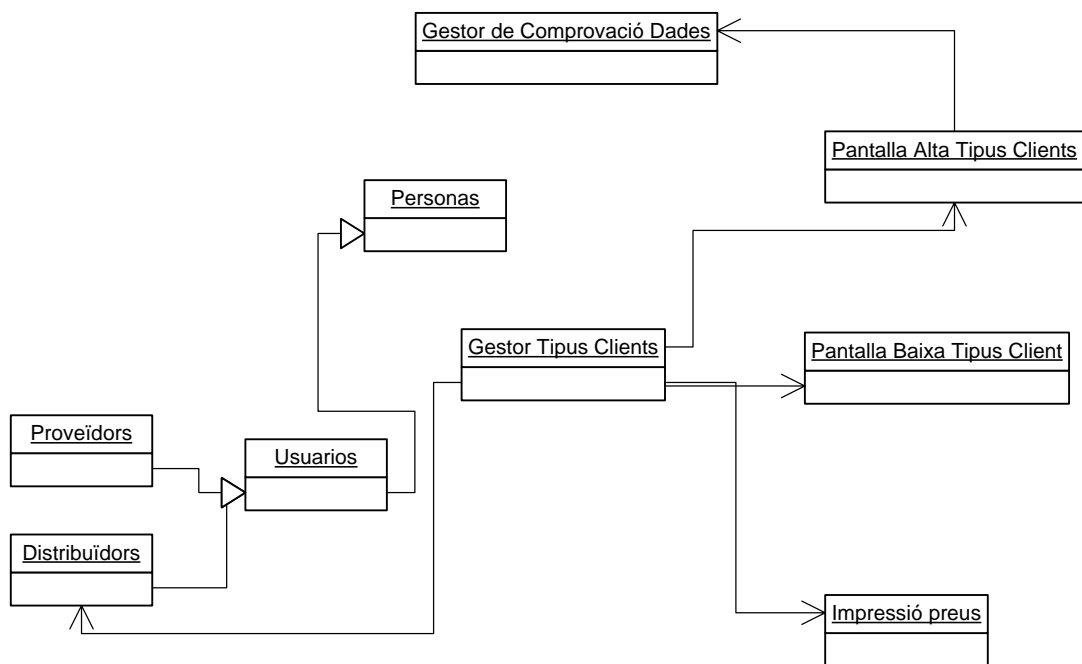 Gestor de Comprovació Dades
Pantalla Alta Tipus Clients
Personas
Gestor Tipus Clients
Pantalla Baixa Tipus Client
Proveïdors
Usuarios
Distribuïdors
Impressió preus